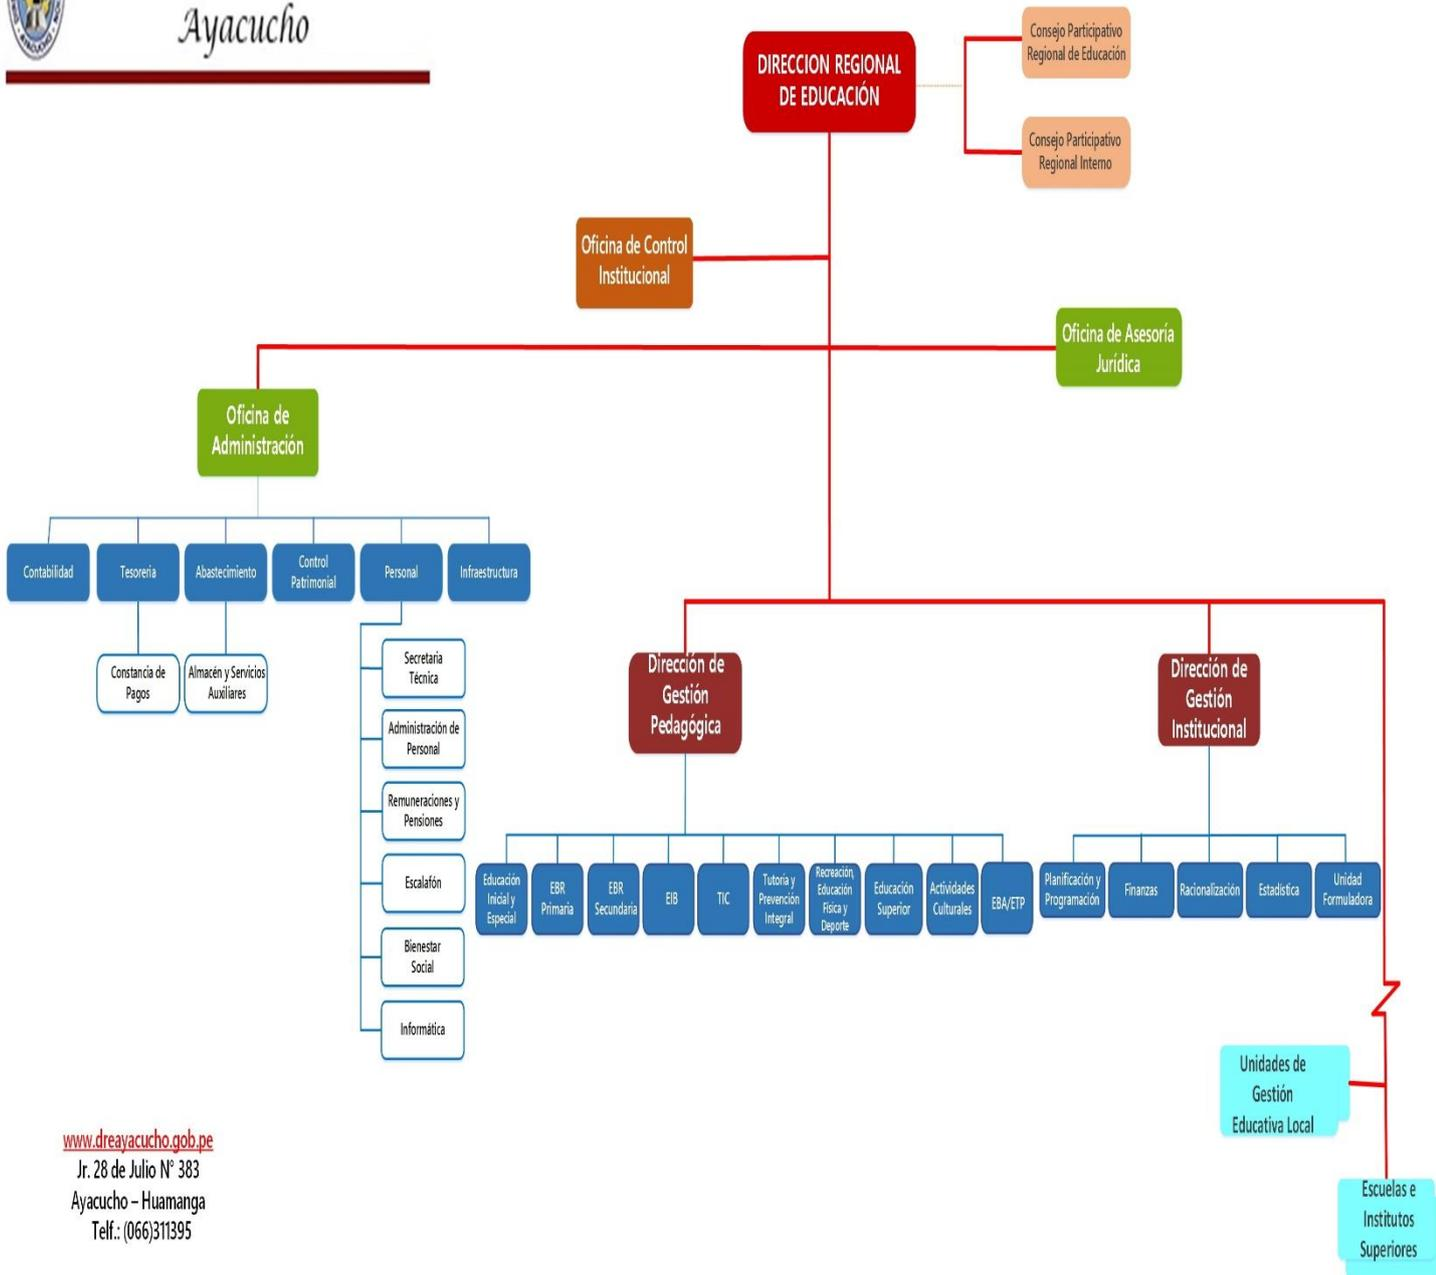 Ayacucho
DIRECCION REGIONAL
DE EDUCACIÓN
Consejo Participativo
Regional de Educación
Consejo Participativo
Regional Interno
Oficina de Control
Institucional
Oficina de Asesoría
Jurídica
Oficina de
Administración
Contabilidad
Tesoreria
Abastecimiento
Control
Patrimonial
Personal
Infraestructura
Constancia de
Pagos
Almacén y Servicios
Auxiliares
Secretaria
Técnica
Administración de
Personal
Remuneraciones y
Pensiones
Escalafón
Bienestar
Social
Informática
Dirección de
Gestión
Pedagógica
Dirección de
Gestión
Institucional
Educación
Inicial y
Especial
EBR
Primaria
EBR
Secundaria
EIB
TIC
Tutoria y
Prevención
Integral
Recreación,
Educación
Física y
Deporte
Educación
Superior
Actividades
Culturales
EBA/ETP
Planificación y
Programación
Finanzas
Racionalización
Estadística
Unidad
Formuladora
Unidades de
Gestión
Educativa Local
Escuelas e
Institutos
Superiores
www.dreayacucho.gob.pe
Jr. 28 de Julio N° 383
Ayacucho – Huamanga
Telf.: (066)311395